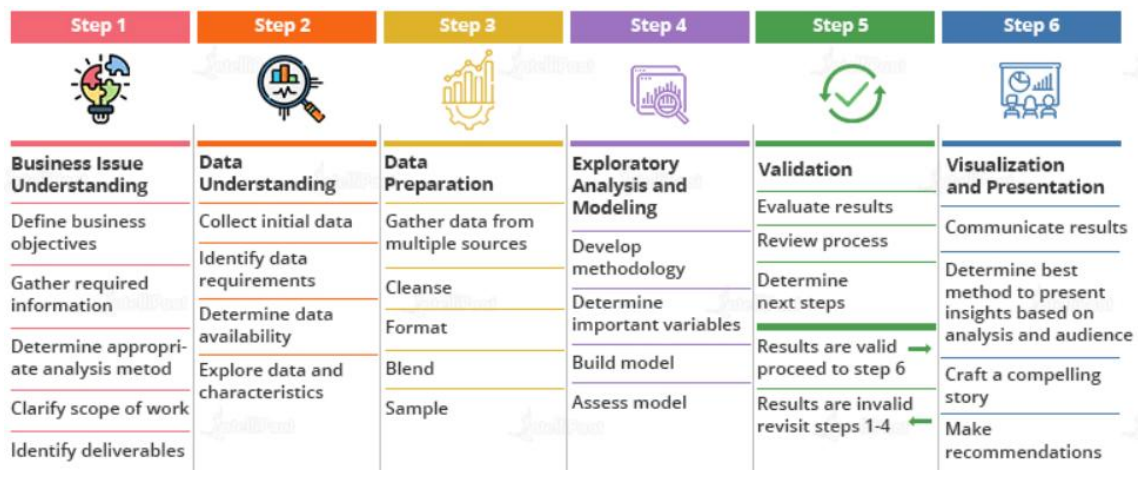 Step 1
Step 2
Step 3
Step 4
Step 5
Step 6
Business Issue
Understanding
Define business
objectives
Gather required
information
Determine appropri-
ate analysis metod
Clarify scope of work
Identify deliverables
Data
Understanding
Collect initial data
Identify data
requirements
Determine data
availability
Explore data and
characteristics
Data
Preparation
Gather data from
multiple sources
Cleanse
Format
Blend
Sample
Exploratory
Analysis and
Modeling
Develop
methodology
Determine
important variables
Build model
Assess model
Validation
Evaluate results
Review process
Determine
next steps
Results are valid
proceed to step 6
Results are invalid
revisit steps 1-4
Visualization
and Presentation
Communicate results
Determine best
method to present
insights based on
analysis and audience
Craft a compelling
story
Make
recommendations